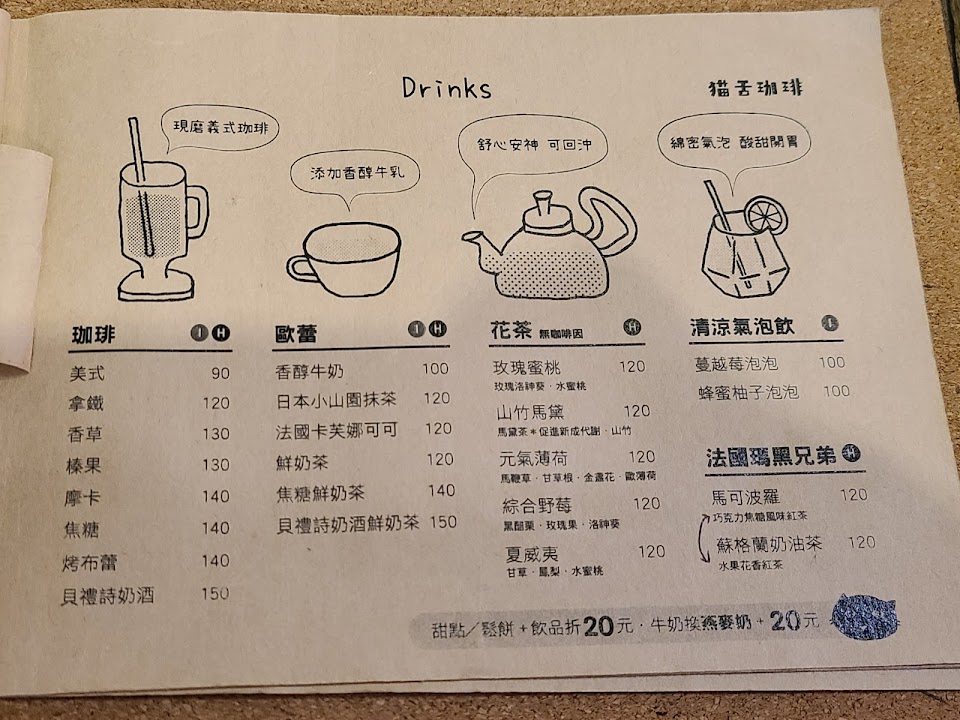 Drinks
猫舌珈琲
現磨義式珈琲
添加香醇牛乳
舒心安神 可回沖
綿密氣泡 酸甜開胃
珈琲 I H
美式 90
拿鐵 120
香草 130
榛果 130
摩卡 140
焦糖 140
烤布蕾 140
貝禮詩奶酒 150
歐蕾 I H
香醇牛奶 100
日本小山園抹茶 120
法國卡芙娜可可 120
鮮奶茶 120
焦糖鮮奶茶 140
貝禮詩奶酒鮮奶茶 150
花茶 無咖啡因 H
玫瑰蜜桃 120
玫瑰洛神葵·水蜜桃
山竹馬黛 120
馬黛茶*促進新成代謝·山竹
元氣薄荷 120
馬鞭草·甘草根·金盞花·歐薄荷
綜合野莓 120
黑醋栗·玫瑰果·洛神葵
夏威夷 120
甘草·鳳梨·水蜜桃
清涼氣泡飲 I
蔓越莓泡泡 100
蜂蜜柚子泡泡 100
法國瑪黑兄弟 H
馬可波羅 120
巧克力焦糖風味紅茶
蘇格蘭奶油茶 120
水果花香紅茶
甜點／鬆餅+飲品折20元·牛奶換燕麥奶+20元